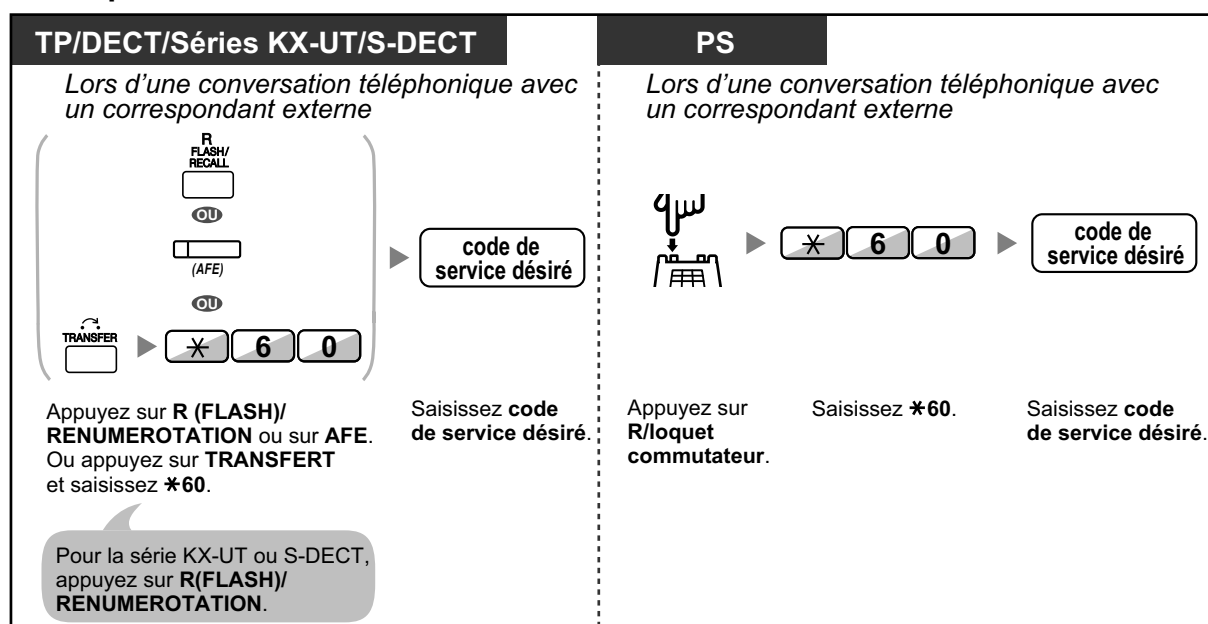 TP/DECT/Séries KX-UT/S-DECT
Lors d'une conversation téléphonique avec
un correspondant externe
R
FLASH/
RECALL
OU
(AFE)
OU
TRANSFER
* 6 0
code de
service désiré
Appuyez sur R (FLASH)/
RENUMEROTATION ou sur AFE.
Ou appuyez sur TRANSFERT
et saisissez *60.
Saisissez code
de service désiré.
Pour la série KX-UT ou S-DECT,
appuyez sur R(FLASH)/
RENUMEROTATION.
PS
Lors d'une conversation téléphonique avec
un correspondant externe
* 6 0
code de
service désiré
Appuyez sur
R/loquet
commutateur.
Saisissez *60.
Saisissez code
de service désiré.